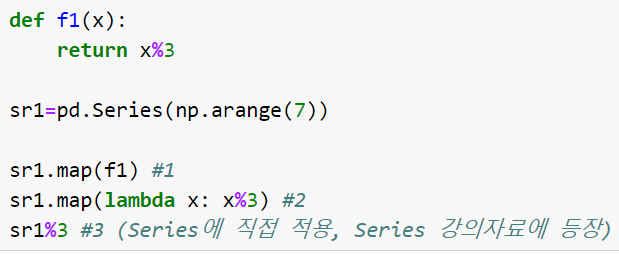 def f1(x):
    return x%3
sr1=pd.Series(np.arange(7))
sr1.map(f1) #1
sr1.map(lambda x: x%3) #2
sr1%3 #3 (Series에 직접 적용, Series 강의자료에 등장)